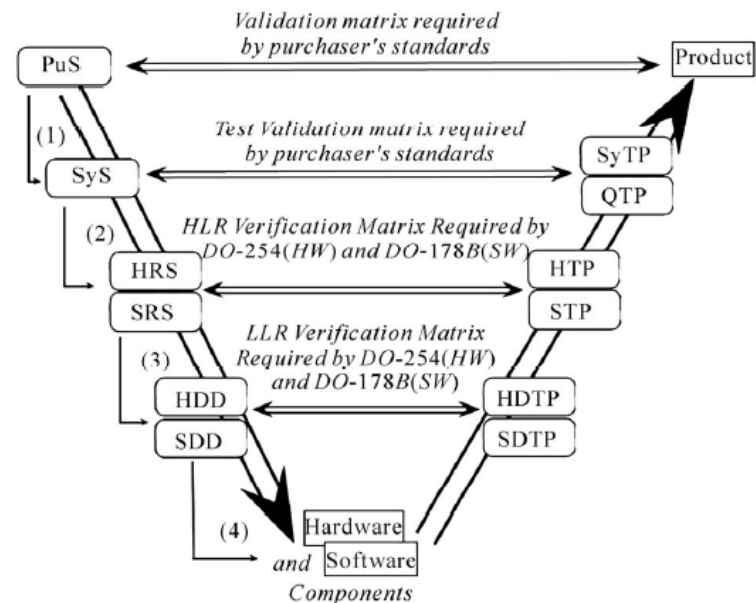 Validation matrix required
by purchaser's standards
PuS
Product
(1)
Test Validation matrix required
by purchaser's standards
SyS
SyTP
QTP
(2)
HLR Verification Matrix Required by
DO-254(HW) and DO-178B(SW)
HRS
SRS
HTP
STP
(3)
LLR Verification Matrix
Required by DO-254(HW)
and DO-178B(SW)
HDD
SDD
HDTP
SDTP
(4)
Hardware
and Software
Components